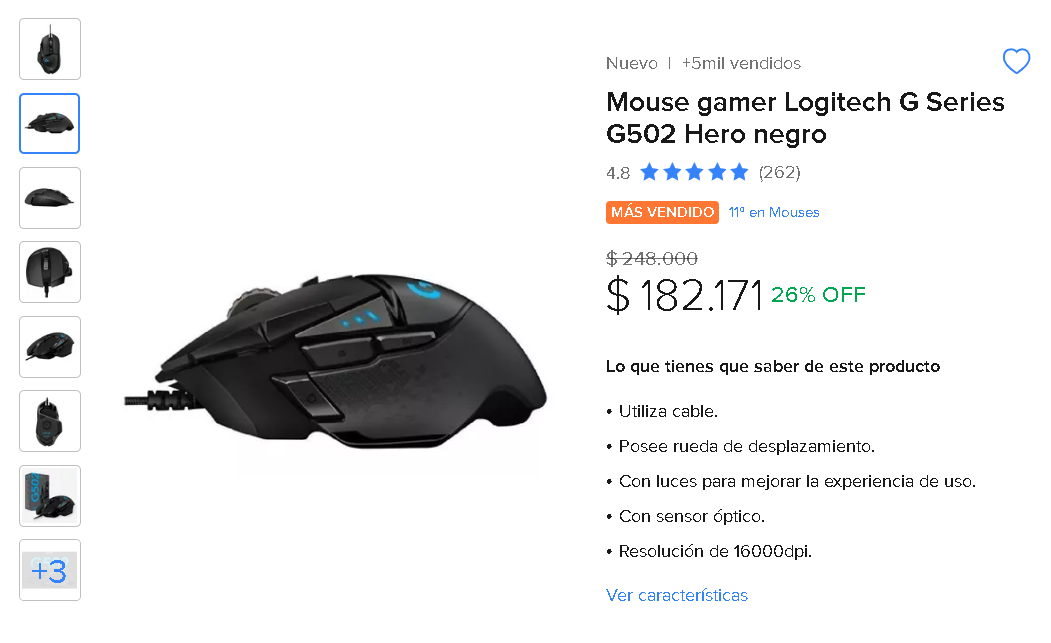 Nuevo | +5mil vendidos
Mouse gamer Logitech G Series
G502 Hero negro
4.8 (262)
MÁS VENDIDO 11º en Mouses
$ 248.000
$ 182.171 26% OFF
Lo que tienes que saber de este producto
• Utiliza cable.
• Posee rueda de desplazamiento.
• Con luces para mejorar la experiencia de uso.
• Con sensor óptico.
• Resolución de 16000dpi.
Ver características
G502
+3